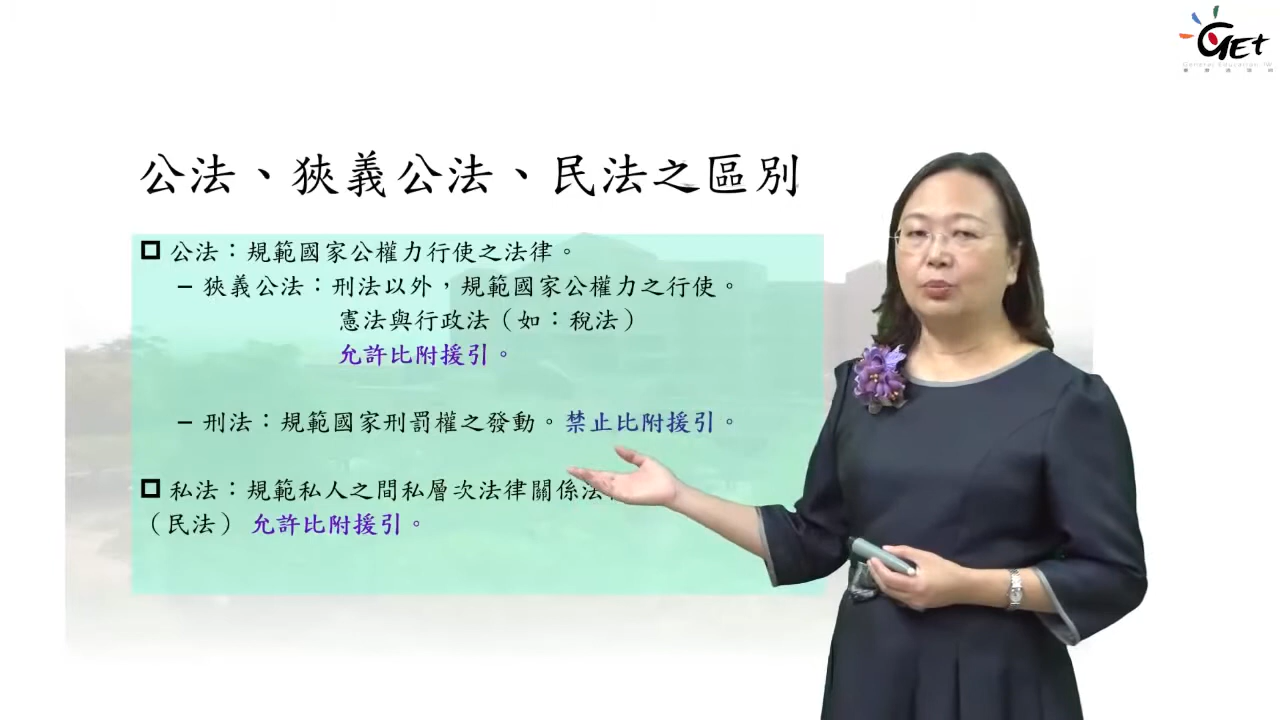 GEt
General Education TW
公法、狹義公法、民法之區別
公法：規範國家公權力行使之法律。
– 狹義公法：刑法以外，規範國家公權力之行使。
憲法與行政法（如：稅法）
允許比附援引。
– 刑法：規範國家刑罰權之發動。禁止比附援引。
私法：規範私人之間私層次法律關係法
（民法） 允許比附援引。